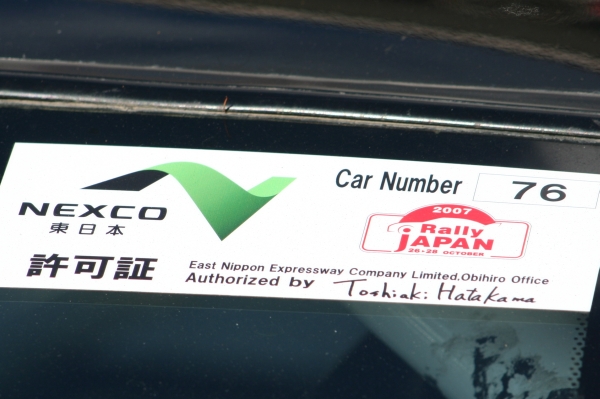 NEXCO
東日本
許可証
Car Number 76
2007
Rally
JAPAN
26-28 OCTOBER
East Nippon Expressway Company Limited.Obihiro Office
Authorized by Toshiaki Hatakama